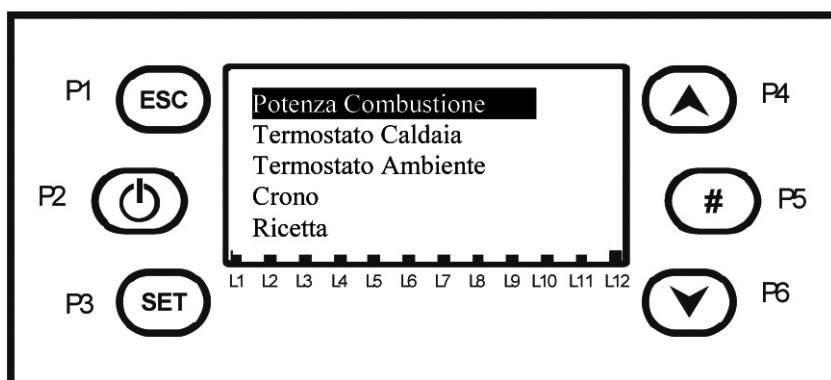 P1 ESC
Potenza Combustione
P4
Termostato Caldaia
Termostato Ambiente
P2
Crono
# P5
Ricetta
L1 L2 L3 L4 L5 L6 L7 L8 L9 L10 L11 L12
P3 SET
P6